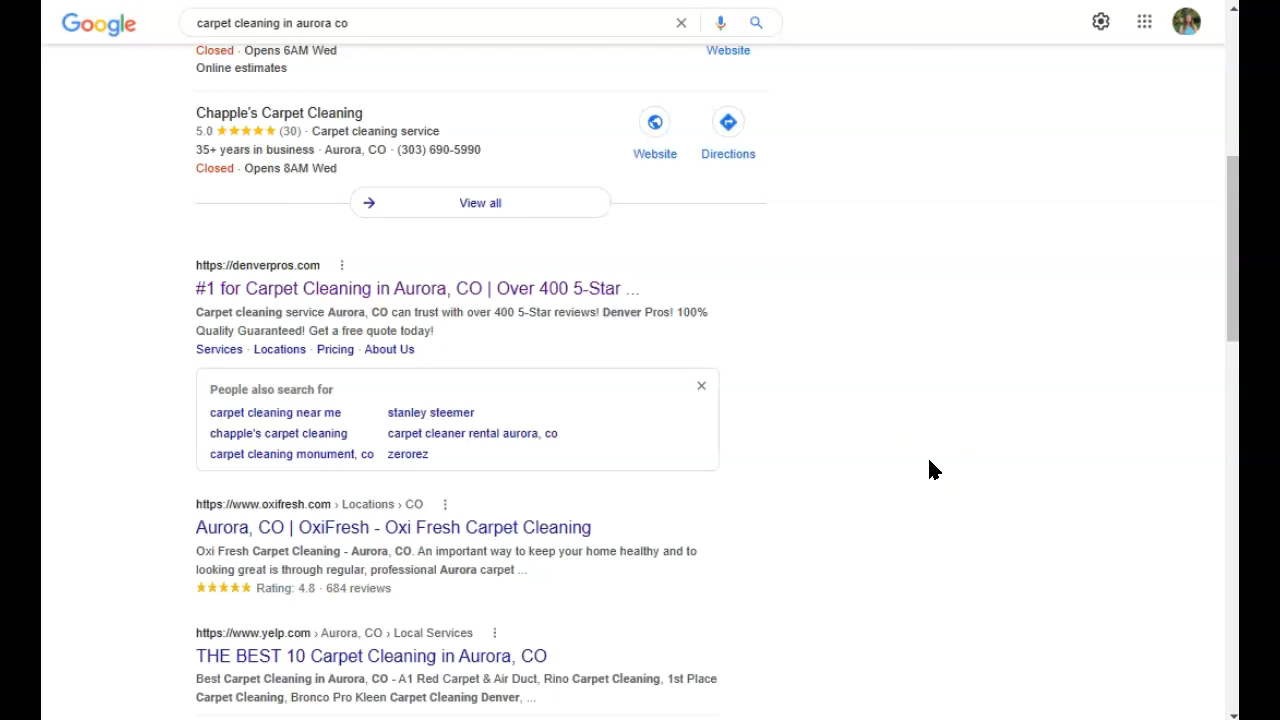 Google
carpet cleaning in aurora co
Closed · Opens 6AM Wed
Website
Online estimates
Chapple's Carpet Cleaning
5.0 (30) · Carpet cleaning service
35+ years in business · Aurora, CO · (303) 690-5990
Closed · Opens 8AM Wed
Website
Directions
View all
https://denverpros.com
#1 for Carpet Cleaning in Aurora, CO | Over 400 5-Star ...
Carpet cleaning service Aurora, CO can trust with over 400 5-Star reviews! Denver Pros! 100%
Quality Guaranteed! Get a free quote today!
Services · Locations · Pricing · About Us
People also search for
carpet cleaning near me
stanley steemer
chapple's carpet cleaning
carpet cleaner rental aurora, co
carpet cleaning monument, co
zerorez
https://www.oxifresh.com › Locations › CO
Aurora, CO | OxiFresh - Oxi Fresh Carpet Cleaning
Oxi Fresh Carpet Cleaning - Aurora, CO. An important way to keep your home healthy and to
looking great is through regular, professional Aurora carpet ...
Rating: 4.8 · 684 reviews
https://www.yelp.com › Aurora, CO › Local Services
THE BEST 10 Carpet Cleaning in Aurora, CO
Best Carpet Cleaning in Aurora, CO - A1 Red Carpet & Air Duct, Rino Carpet Cleaning, 1st Place
Carpet Cleaning, Bronco Pro Kleen Carpet Cleaning Denver, ...